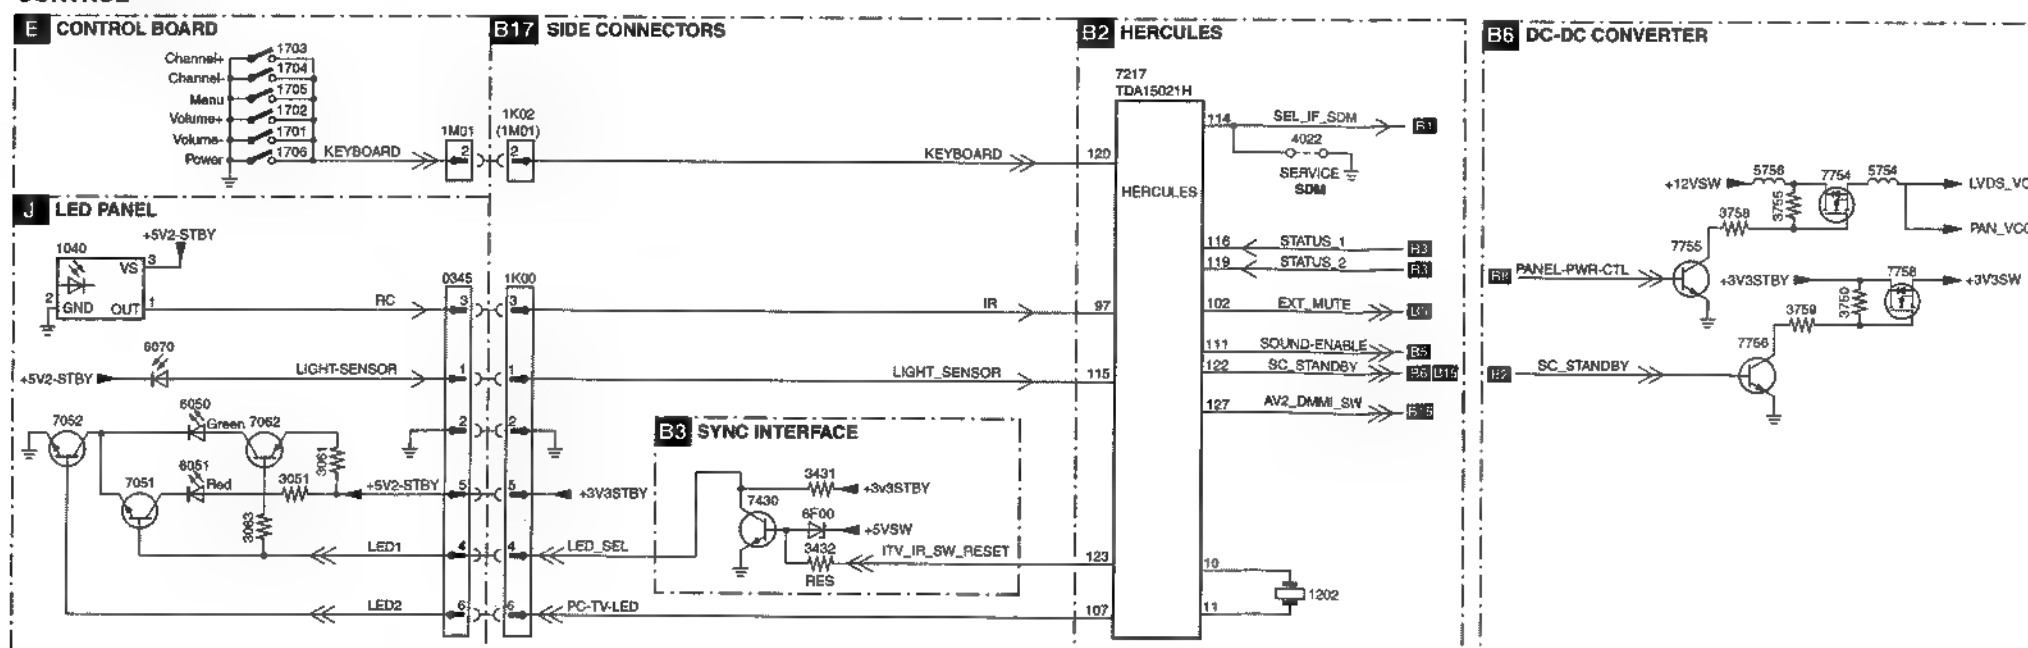 E CONTROL BOARD
Channel+ 1703
Channel- 1704
Menu 1705
Volume+ 1702
Volume- 1701
Power 1706
KEYBOARD
1M01
2
B17 SIDE CONNECTORS
1K02
(1M01)
2
KEYBOARD
J LED PANEL
+5V2-STBY
1040
VS 3
2 GND OUT 1
RC
0345 1K00
3 3
IR
6070
+5V2-STBY
LIGHT-SENSOR
1 1
LIGHT_SENSOR
7052
6050
Green
7062
3061
2 2
6051
Red
7051
3051
+5V2-STBY
5 5
+3V3STBY
3063
LED1
4 4
LED_SEL
LED2
6 6
PC-TV-LED
B3 SYNC INTERFACE
3431
+3V3STBY
7430
6F00
+5VSW
3432
RES
ITV_IR_SW_RESET
B2 HERCULES
7217
TDA15021H
HERCULES
120
97
115
123
107
114 SEL_IF_SDM
4022
SERVICE
SDM
116 STATUS_1 B3
119 STATUS_2
102 EXT_MUTE
111 SOUND-ENABLE
122 SC_STANDBY
127 AV2_DMMI_SW
10
11
1202
B6 DC-DC CONVERTER
+12VSW
5756
7754
5754
LVDS_VC
3755
3758
PAN_VCC
7755
PANEL-PWR-CTL
+3V3STBY
7758
+3V3SW
3750
3759
7756
B2 SC_STANDBY